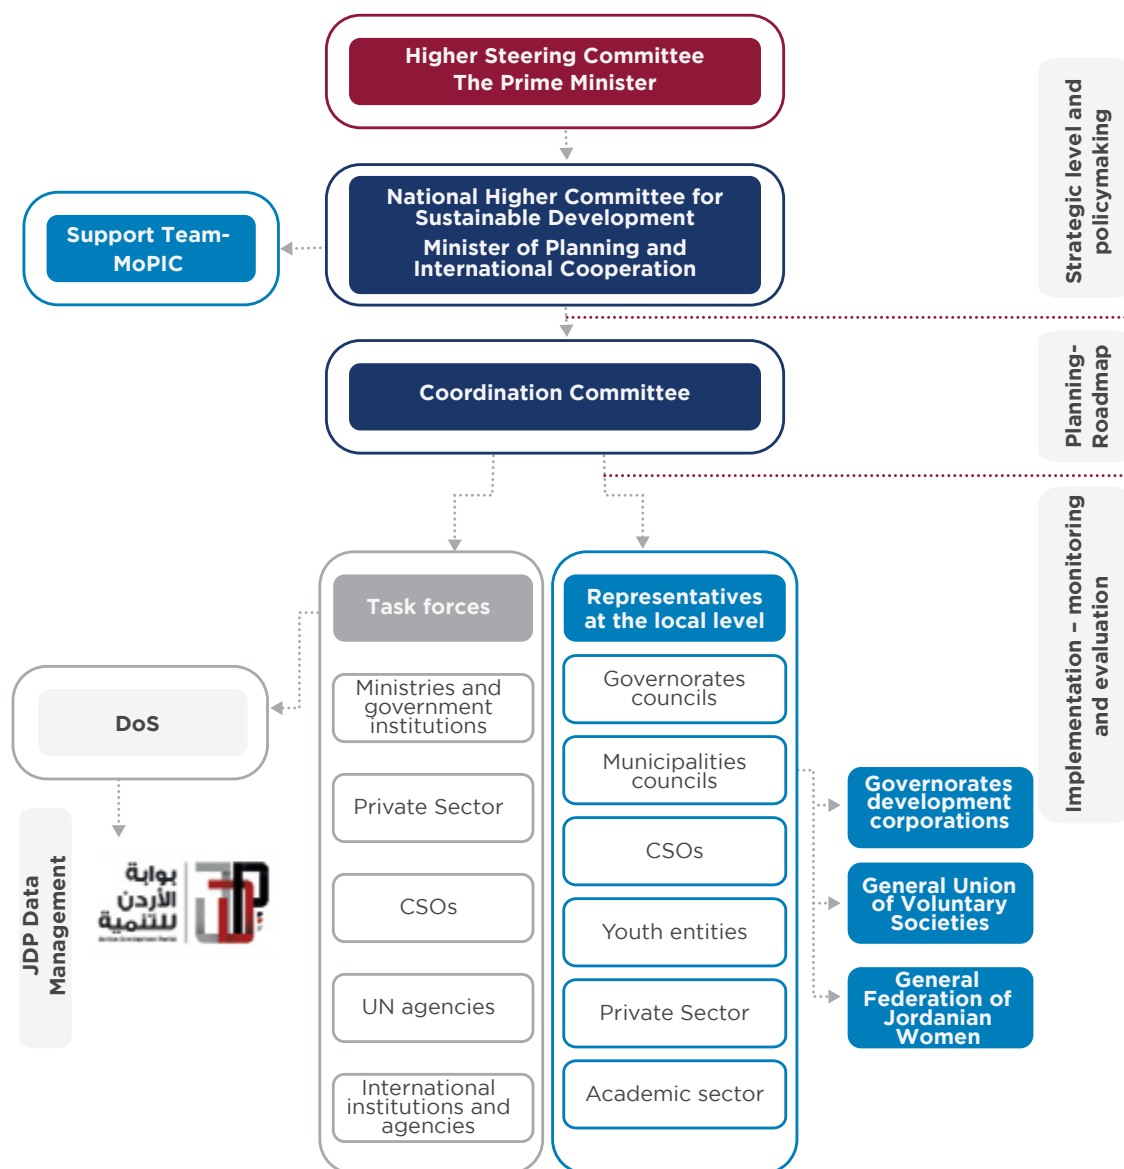 Higher Steering Committee
The Prime Minister
National Higher Committee for
Sustainable Development
Minister of Planning and
International Cooperation
Support Team-
MoPIC
Strategic level and
policymaking
Coordination Committee
Planning-
Roadmap
Implementation – monitoring
and evaluation
Task forces
Ministries and
government
institutions
Private Sector
CSOs
UN agencies
International
institutions and
agencies
Representatives
at the local level
Governorates
councils
Municipalities
councils
CSOs
Youth entities
Private Sector
Academic sector
Governorates
development
corporations
General Union
of Voluntary
Societies
General
Federation of
Jordanian
Women
DoS
JDP Data
Management
بوابة
الأردن
للتنمية
Jordan Development Portal